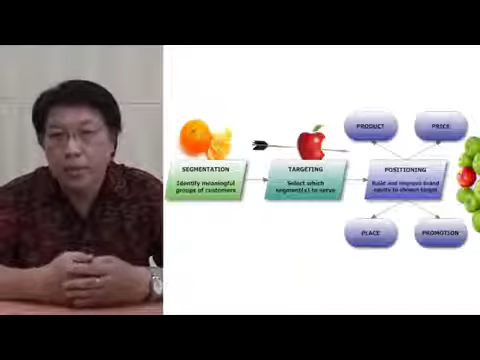 PRODUCT
PRICE
SEGMENTATION
Identify meaningful
groups of customers
TARGETING
Select which
segment(s) to serve
POSITIONING
Build and improve brand
equity to chosen target
PLACE
PROMOTION